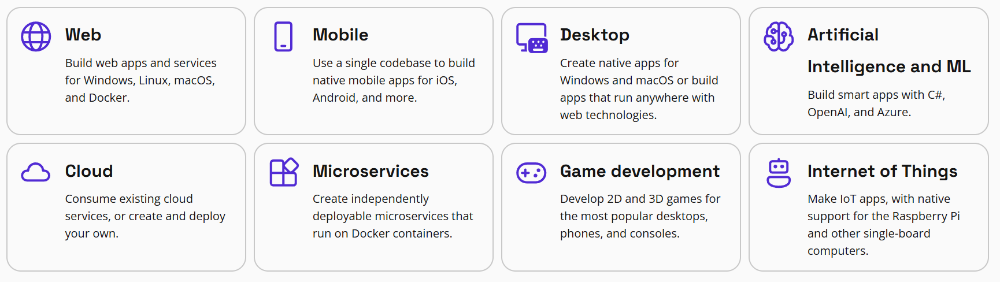 Web
Build web apps and services
for Windows, Linux, macOS,
and Docker.
Mobile
Use a single codebase to build
native mobile apps for iOS,
Android, and more.
Desktop
Create native apps for
Windows and macOS or build
apps that run anywhere with
web technologies.
Artificial
Intelligence and ML
Build smart apps with C#,
OpenAI, and Azure.
Cloud
Consume existing cloud
services, or create and deploy
your own.
Microservices
Create independently
deployable microservices that
run on Docker containers.
Game development
Develop 2D and 3D games for
the most popular desktops,
phones, and consoles.
Internet of Things
Make IoT apps, with native
support for the Raspberry Pi
and other single-board
computers.